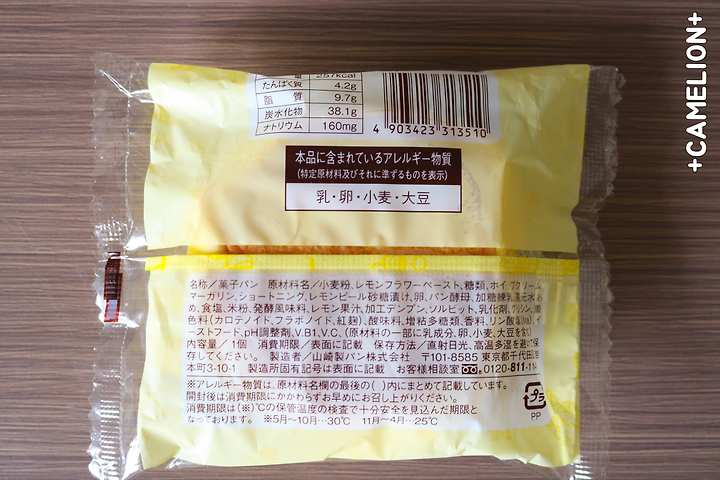 257kcal
たんぱく質 4.2g
脂質 9.7g
炭水化物 38.1g
ナトリウム 160mg
4 903423 313510
本品に含まれているアレルギー物質
(特定原材料及びそれに準ずるものを表示)
乳・卵・小麦・大豆
名称/菓子パン 原材料名/小麦粉、レモンフラワーペースト、糖類、ホイップクリーム、
マーガリン、ショートニング、レモンピール砂糖漬け、卵、パン酵母、加糖練乳、還元水あ
め、食塩、米粉、発酵風味料、レモン果汁、加工デンプン、ソルビット、乳化剤、グリシン、
色料(カロテノイド、フラボノイド、紅麹)、酸味料、増粘多糖類、香料、リン酸塩(Na)、イ
ーストフード、pH調整剤、V.B1、V.C、(原材料の一部に乳成分、卵、小麦、大豆を含む)
内容量/1個 消費期限/表面に記載 保存方法/直射日光、高温多湿を避けて保
存してください。 製造者/山崎製パン株式会社 〒101-8585 東京都千代田区岩
本町3-10-1 製造所固有記号は表面に記載 お客様相談室 0120-811-114
※アレルギー物質は、原材料名欄の最後の( )内にまとめて記載しています。
開封後は消費期限にかかわらずお早めにお召し上がりください。
消費期限は(※)℃の保管温度の検査で十分安全を見込んだ期限と
なっております。 ※5月～10月…30℃ 11月～4月…25℃
プラ
PP
+CAMELION+